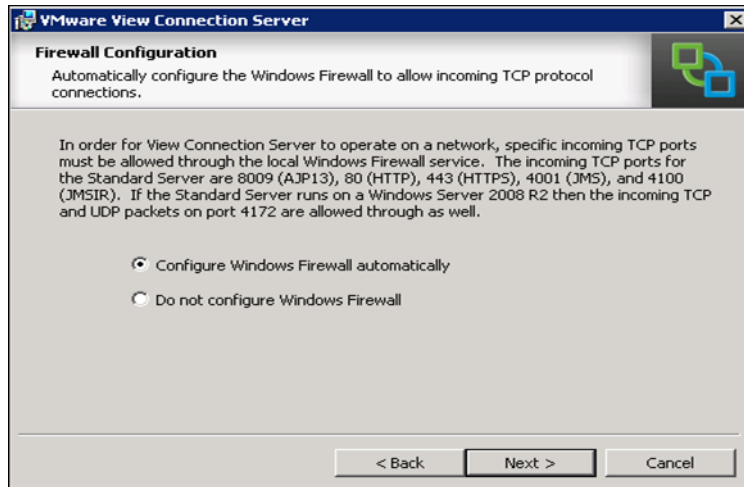 VMware View Connection Server
Firewall Configuration
Automatically configure the Windows Firewall to allow incoming TCP protocol
connections.
In order for View Connection Server to operate on a network, specific incoming TCP ports
must be allowed through the local Windows Firewall service.  The incoming TCP ports for
the Standard Server are 8009 (AJP13), 80 (HTTP), 443 (HTTPS), 4001 (JMS), and 4100
(JMSIR).  If the Standard Server runs on a Windows Server 2008 R2 then the incoming TCP
and UDP packets on port 4172 are allowed through as well.
Configure Windows Firewall automatically
Do not configure Windows Firewall
< Back Next > Cancel